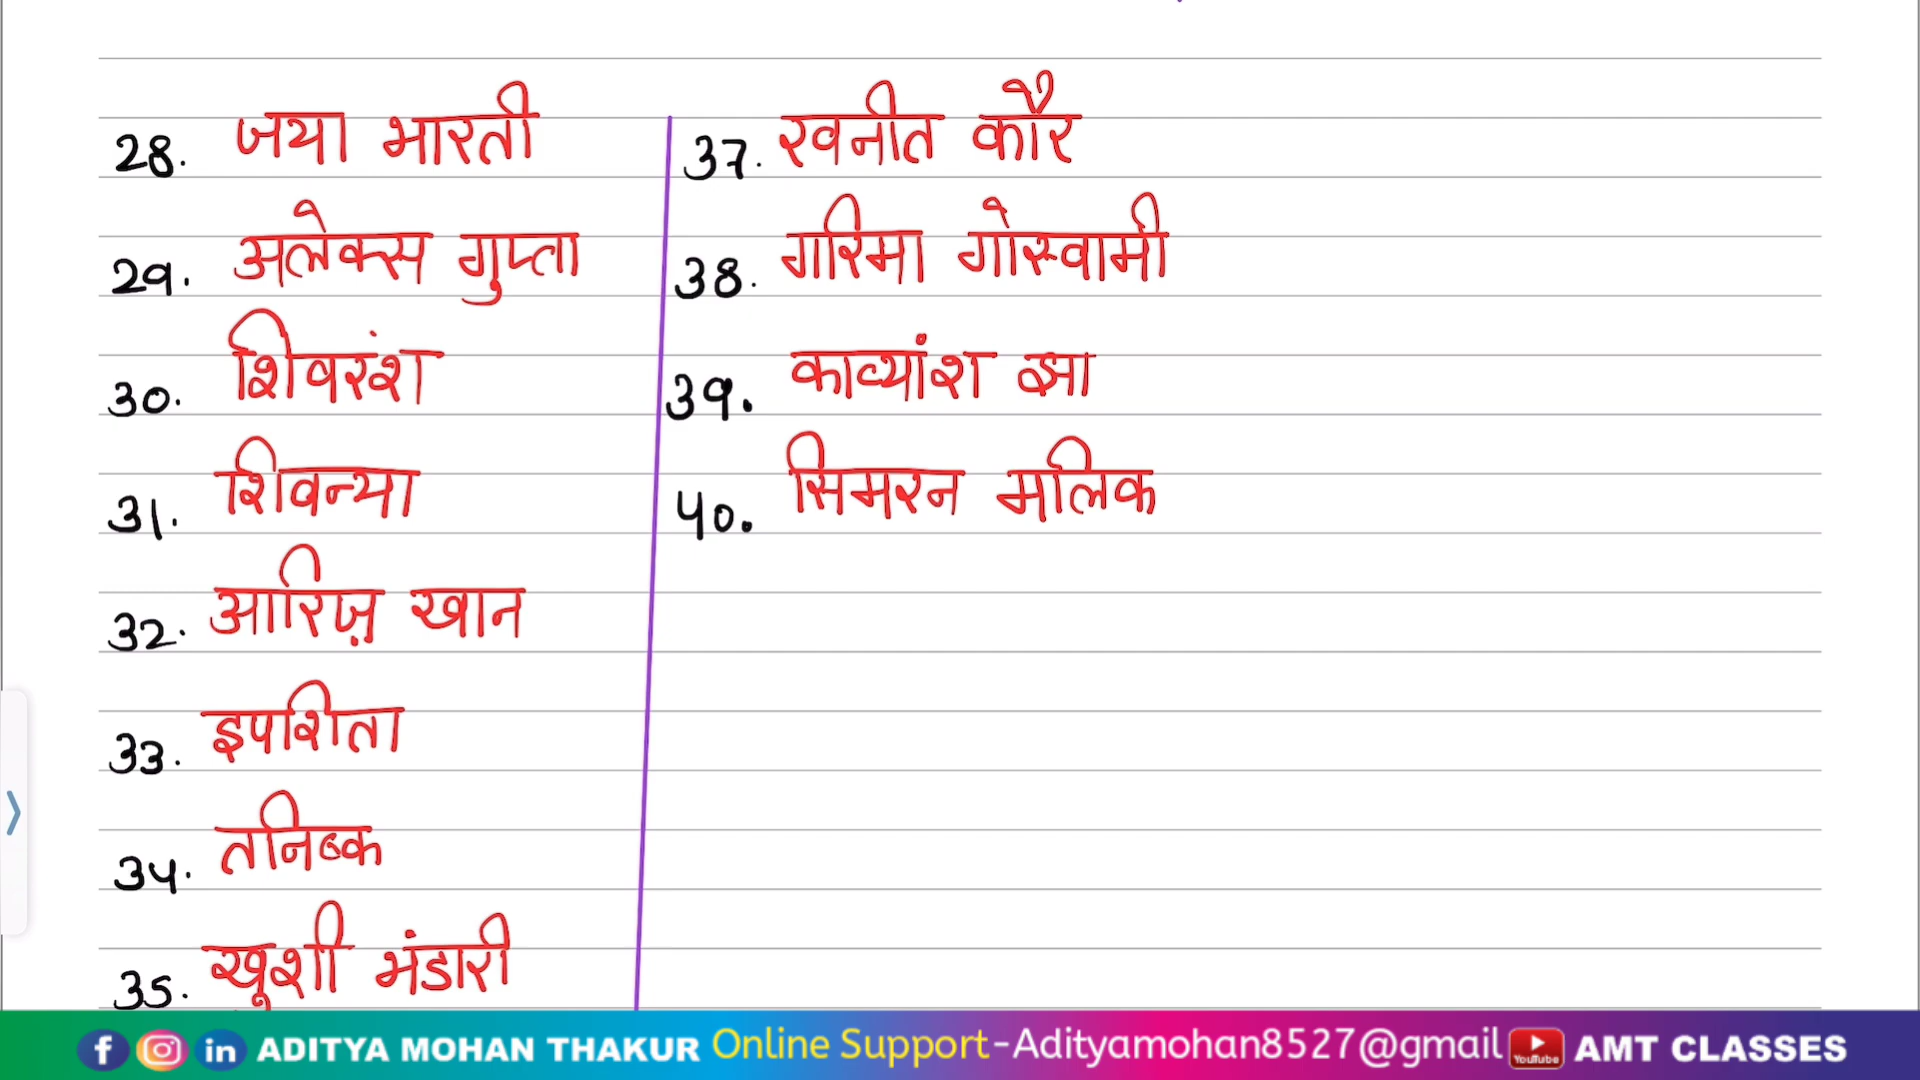 28. जया भारती
29. अलेक्स गुप्ता
30. शिवरंश
31. शिवन्या
32. आरिज़ खान
33. इपशिता
34. तनिष्क
35. खूशी भंडारी
37. रवनीत कौर
38. गरिमा गोस्वामी
39. काव्यांश झा
40. सिमरन मलिक
ADITYA MOHAN THAKUR Online Support-Adityamohan8527@gmail YouTube AMT CLASSES